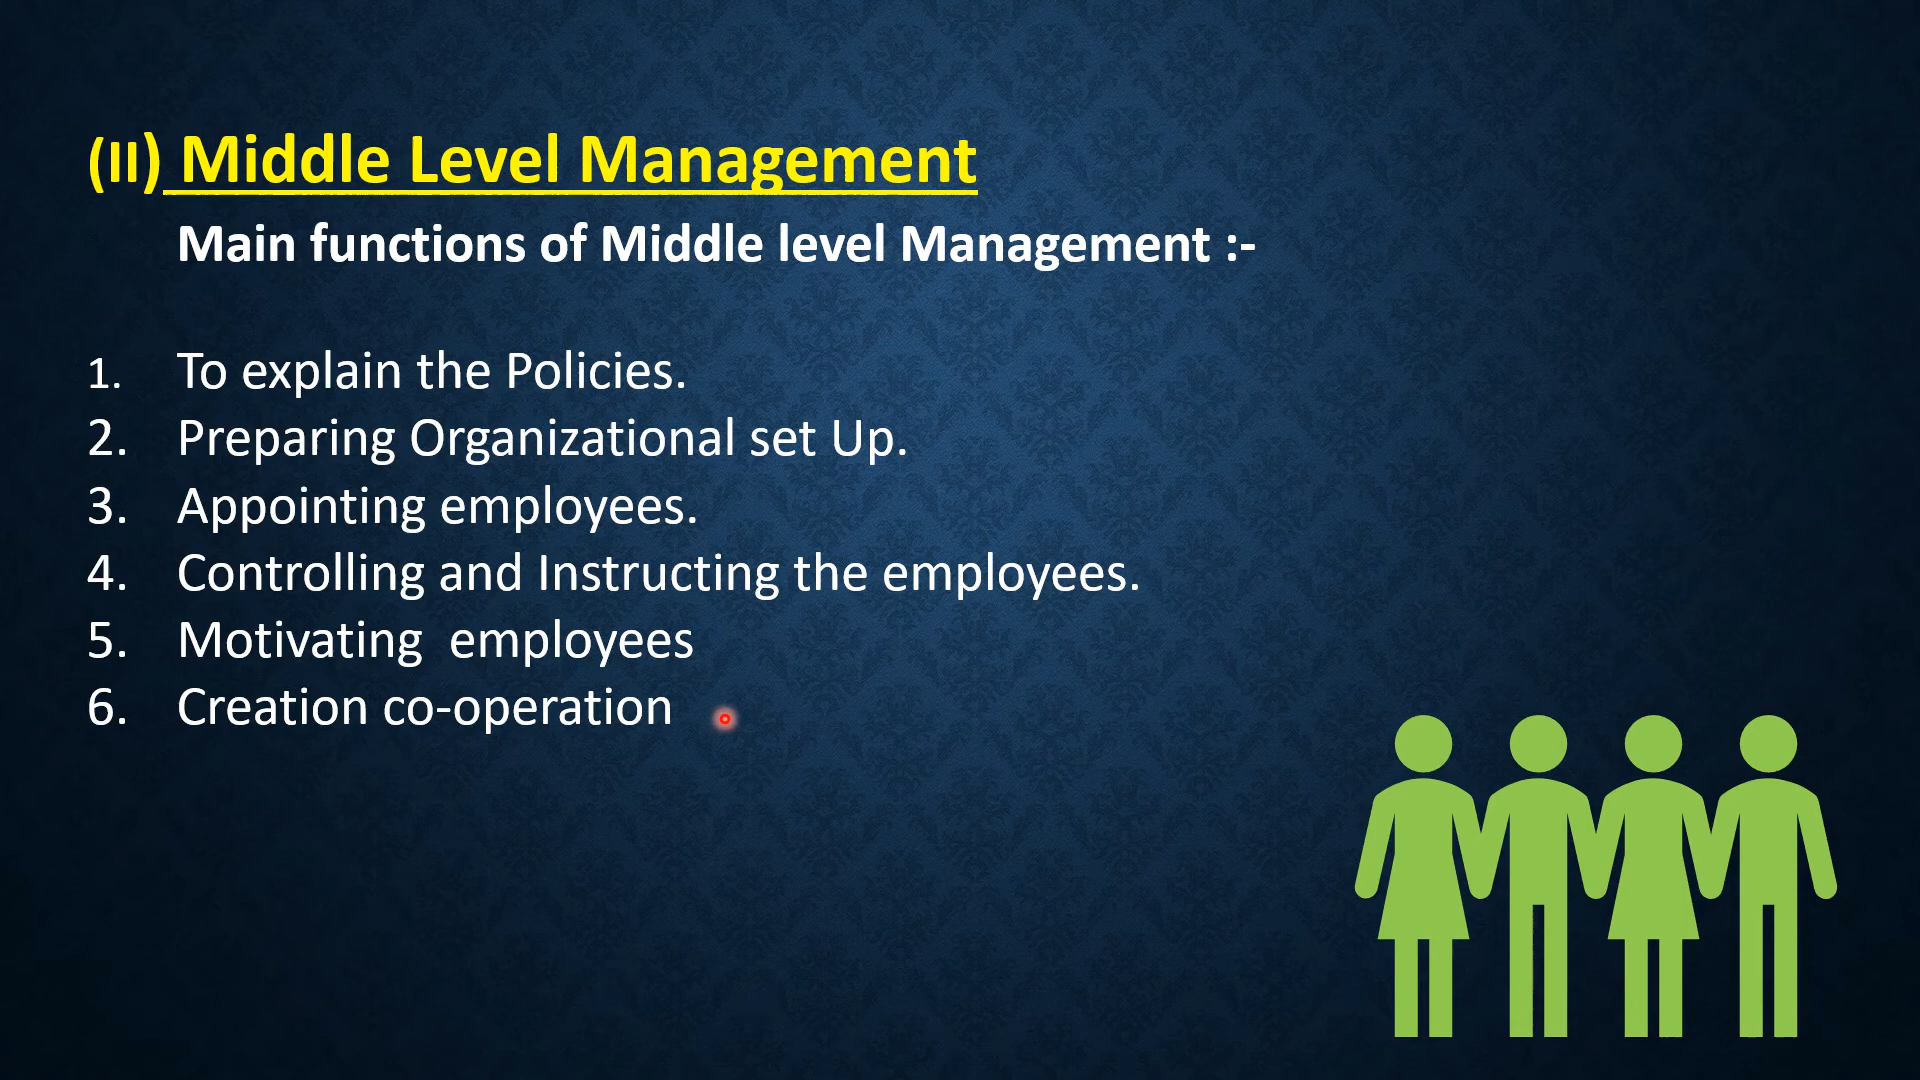 (II) Middle Level Management
Main functions of Middle level Management :-
1. To explain the Policies.
2. Preparing Organizational set Up.
3. Appointing employees.
4. Controlling and Instructing the employees.
5. Motivating  employees
6. Creation co-operation